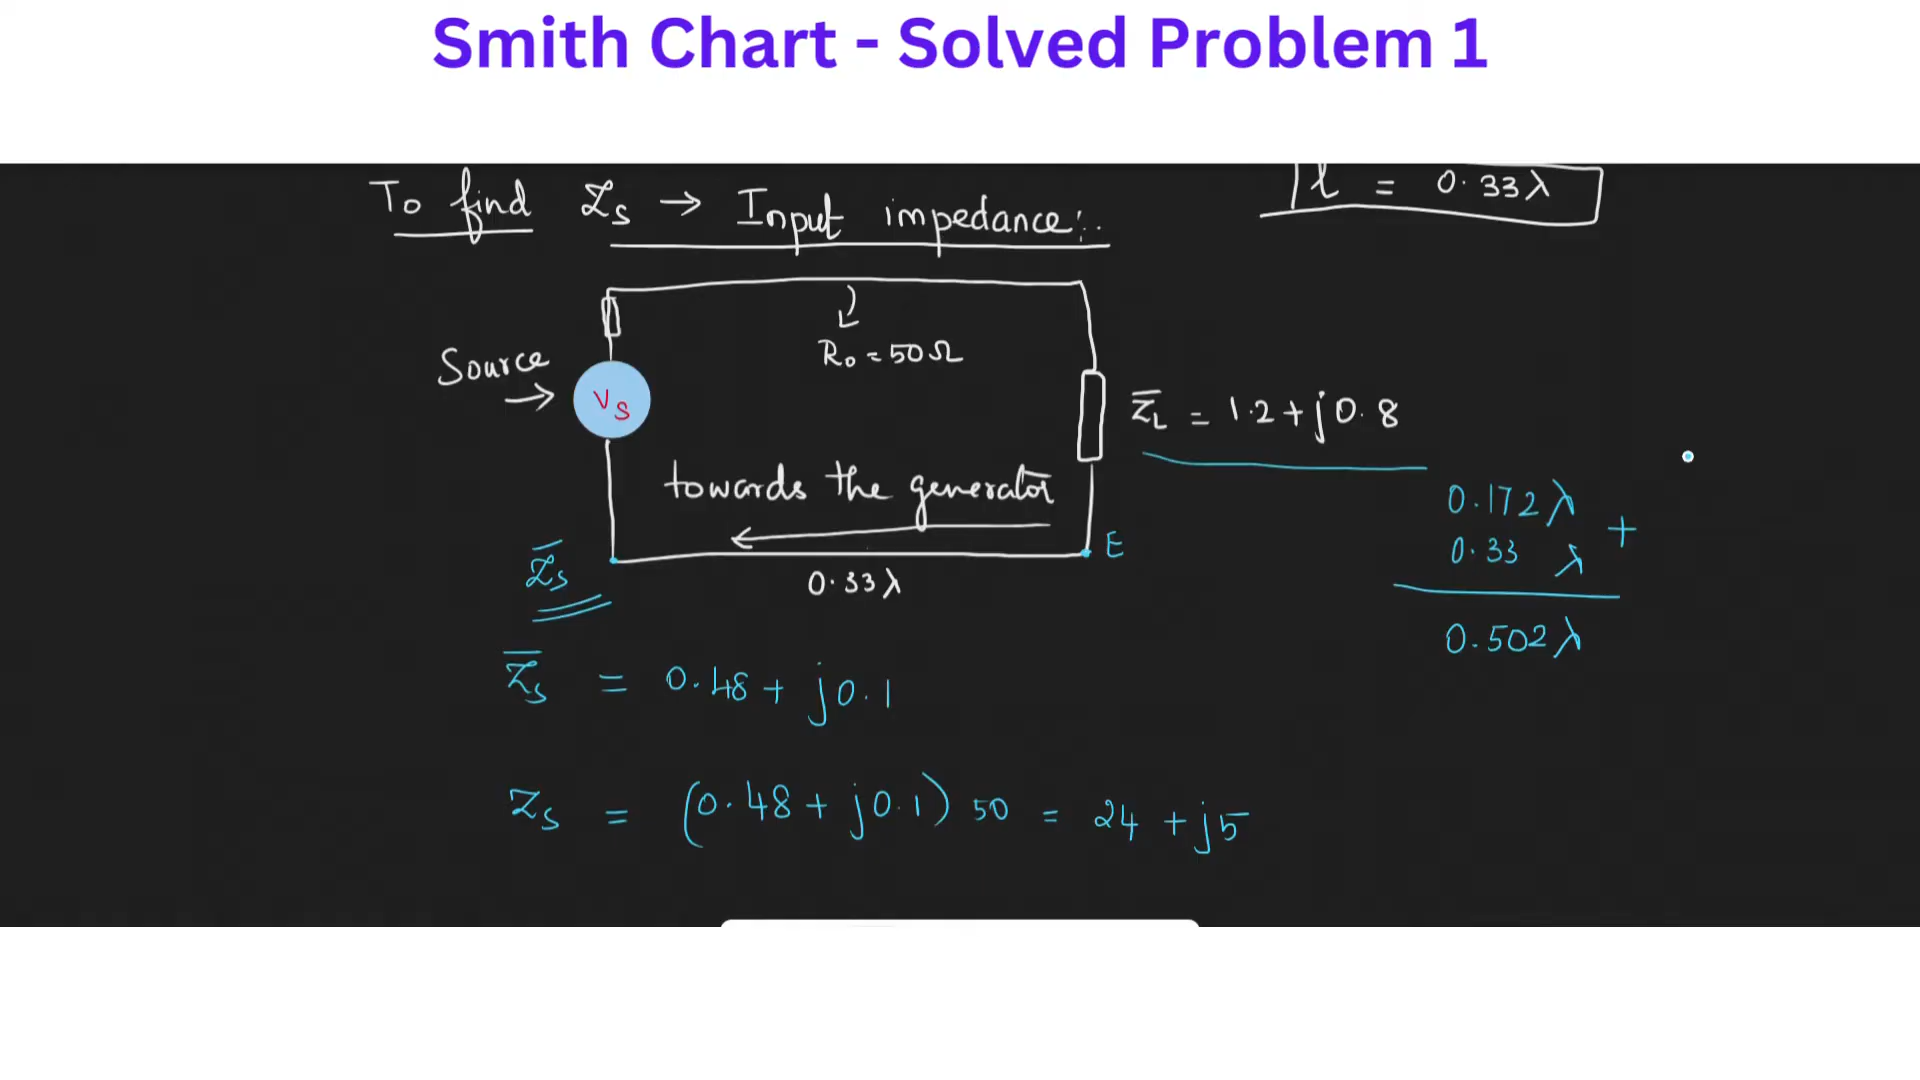 Smith Chart - Solved Problem 1
l = 0.33λ
To find Zs → Input impedance:.
R₀ = 50Ω
Source →
Vs
Z̅L = 1.2 + j0.8
towards the generator
0.172λ
0.33 λ +
0.502λ
E
Z̅s
0.33λ
Z̅s = 0.48 + j0.1
Zs = (0.48 + j0.1) 50 = 24 + j5